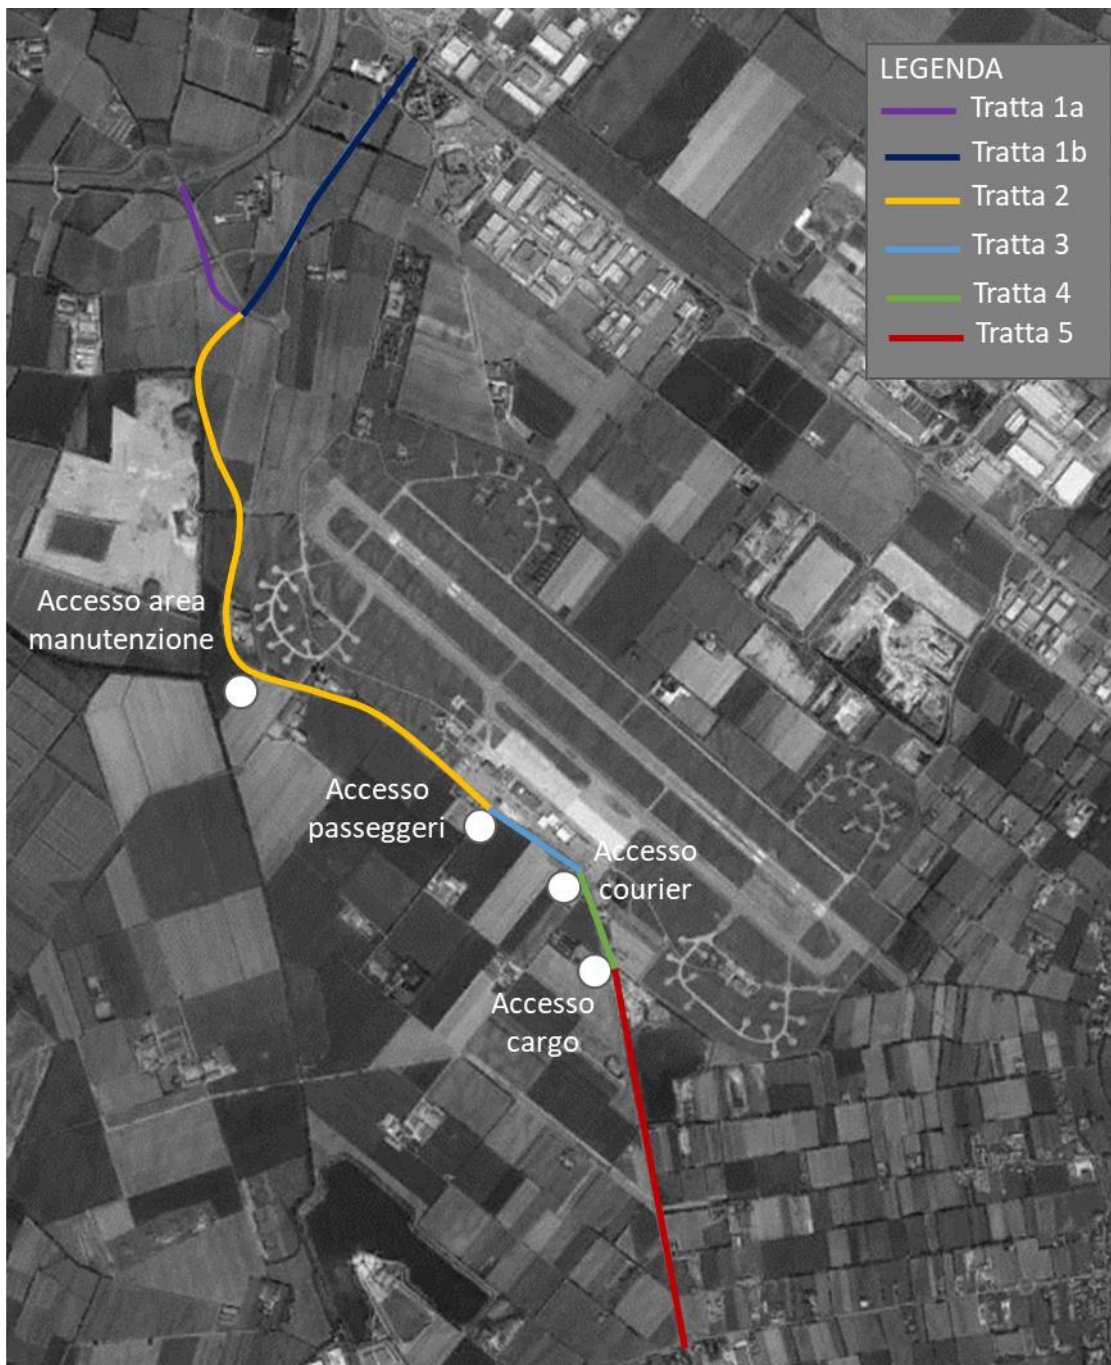 LEGENDA
Tratta 1a
Tratta 1b
Tratta 2
Tratta 3
Tratta 4
Tratta 5
Accesso area
manutenzione
Accesso
passeggeri
Accesso
courier
Accesso
cargo